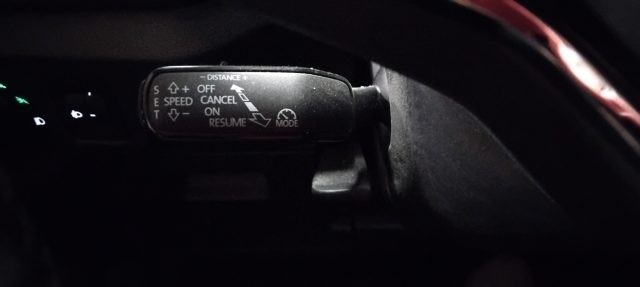 - DISTANCE +
S E T
+ OFF
SPEED CANCEL
- ON
RESUME
MODE